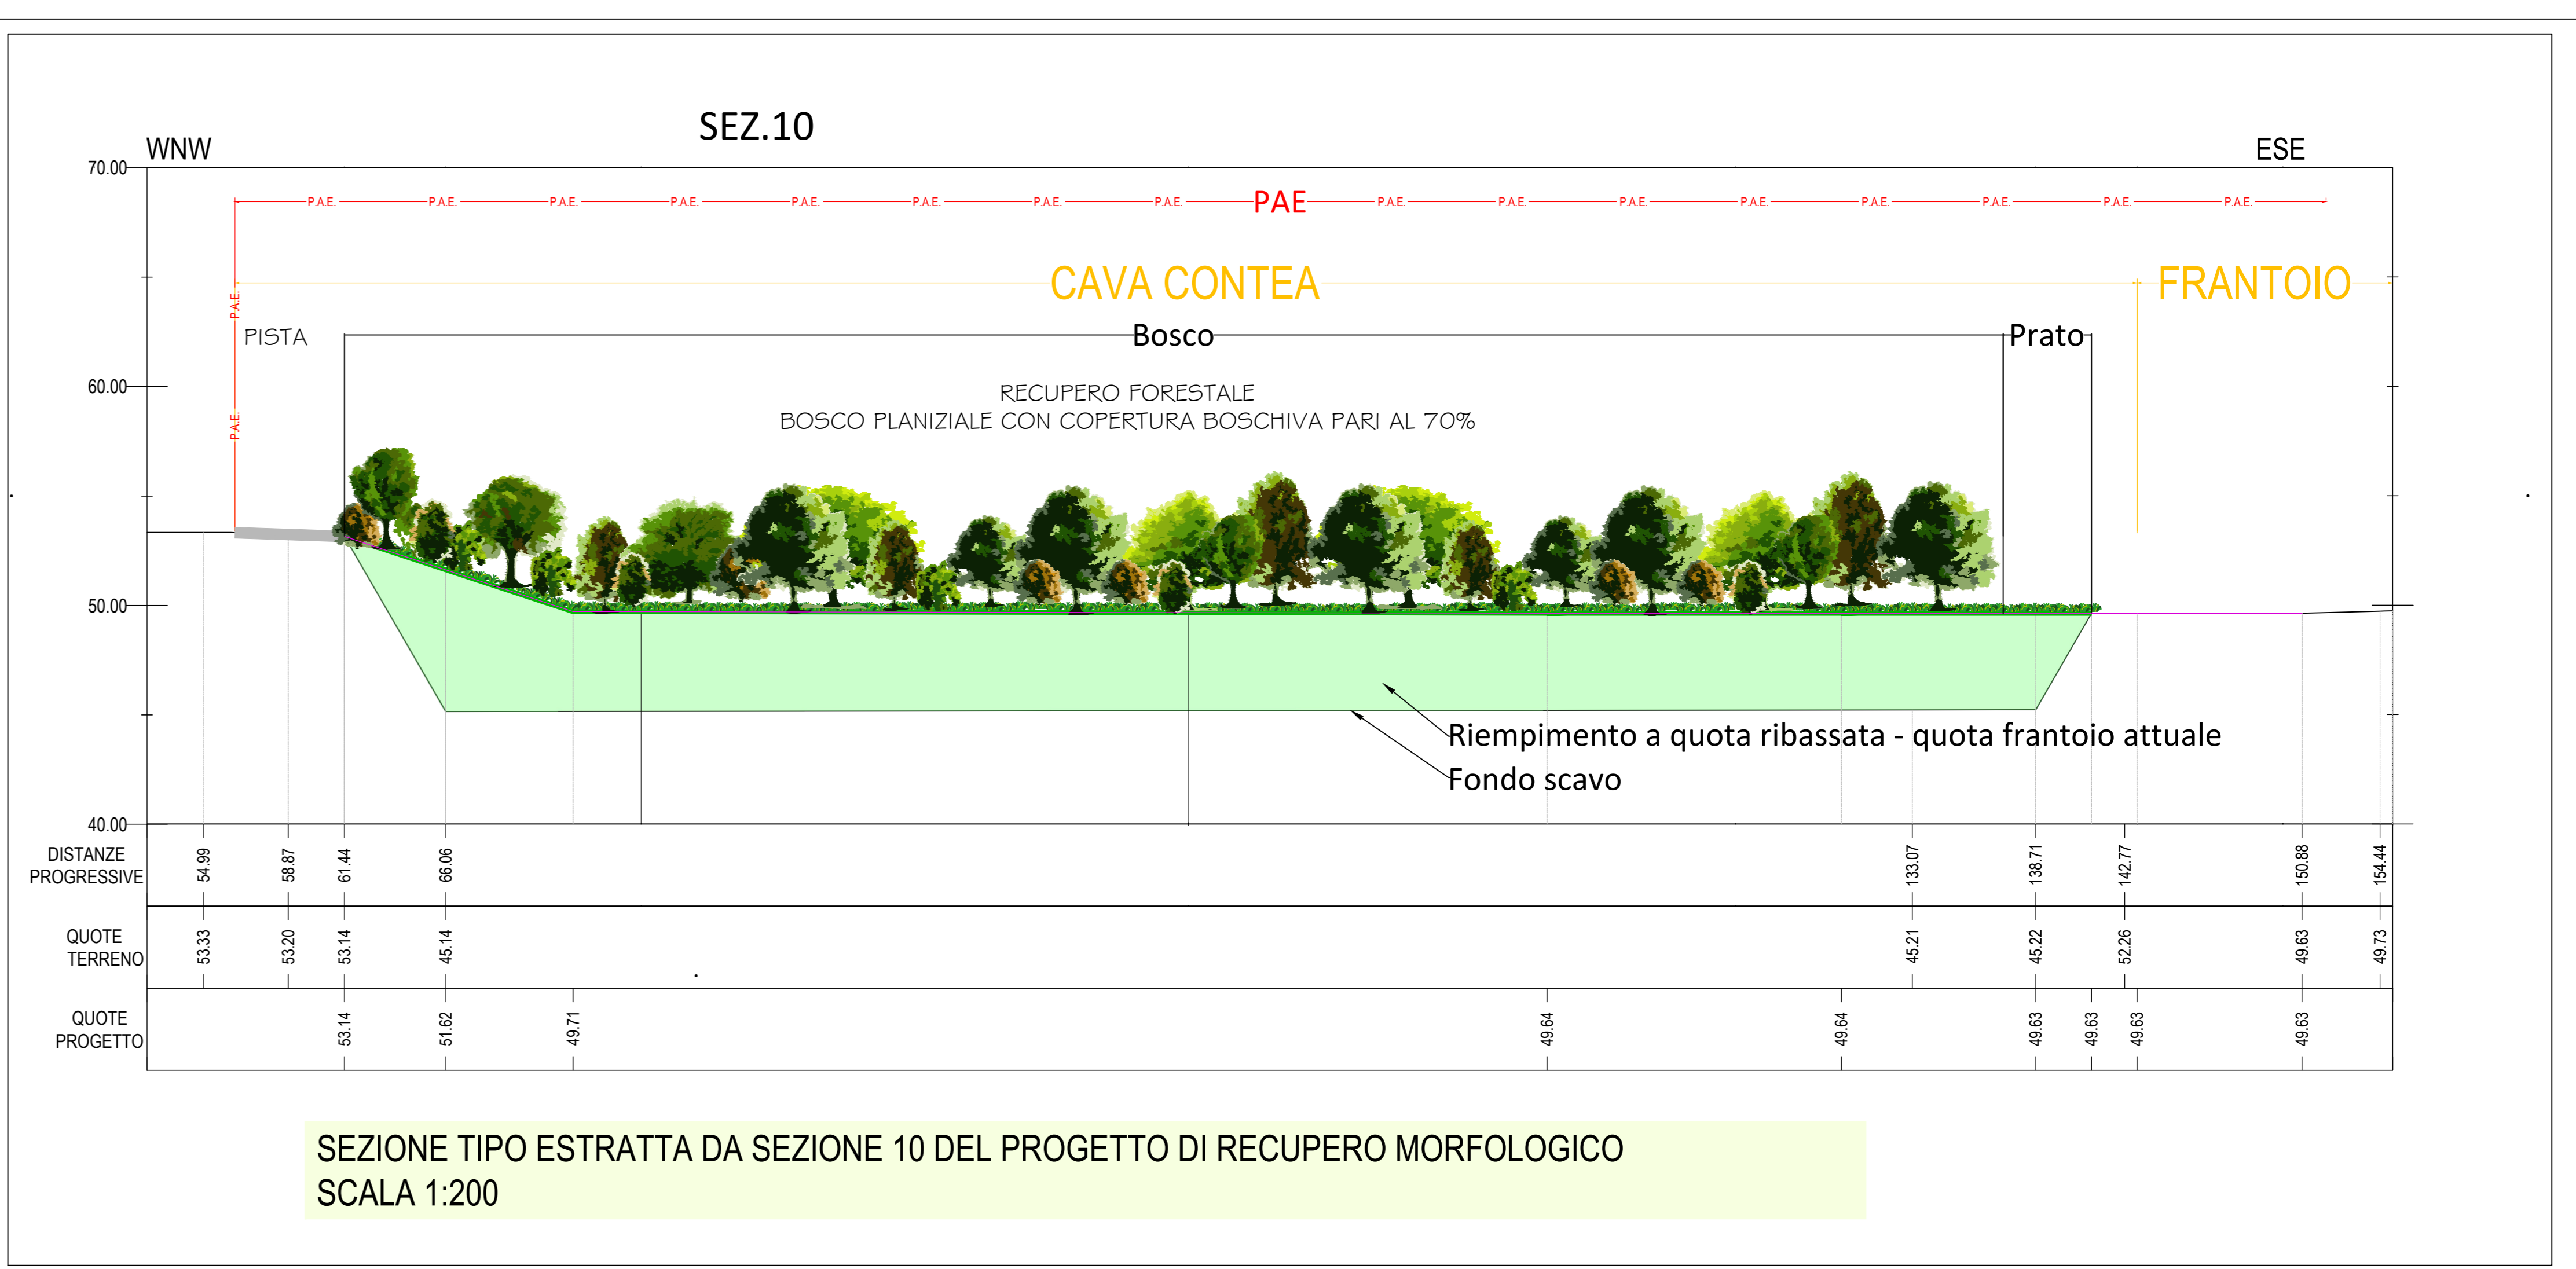 SEZ.10
WNW
ESE
70.00
P.A.E. P.A.E. P.A.E. P.A.E. P.A.E. P.A.E. P.A.E. P.A.E. PAE P.A.E. P.A.E. P.A.E. P.A.E. P.A.E. P.A.E. P.A.E. P.A.E.
CAVA CONTEA
FRANTOIO
P.A.E.
PISTA
Bosco
Prato
60.00
RECUPERO FORESTALE
BOSCO PLANIZIALE CON COPERTURA BOSCHIVA PARI AL 70%
P.A.E.
50.00
Riempimento a quota ribassata - quota frantoio attuale
Fondo scavo
40.00
DISTANZE
PROGRESSIVE
54.99 58.87 61.44 66.06 133.07 138.71 142.77 150.88 154.44
QUOTE
TERRENO
53.33 53.20 53.14 45.14 45.21 45.22 52.26 49.63 49.73
QUOTE
PROGETTO
53.14 51.62 49.71 49.64 49.64 49.63 49.63 49.63 49.63
SEZIONE TIPO ESTRATTA DA SEZIONE 10 DEL PROGETTO DI RECUPERO MORFOLOGICO
SCALA 1:200